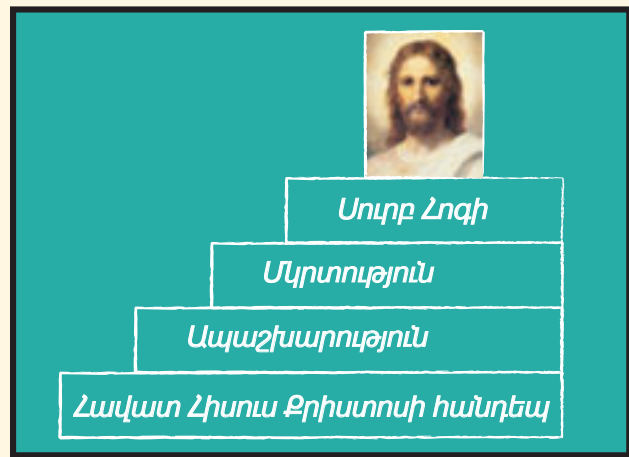 Սուրբ Հոգի
Մկրտություն
Ապաշխարություն
Հավատ Հիսուս Քրիստոսի հանդեպ